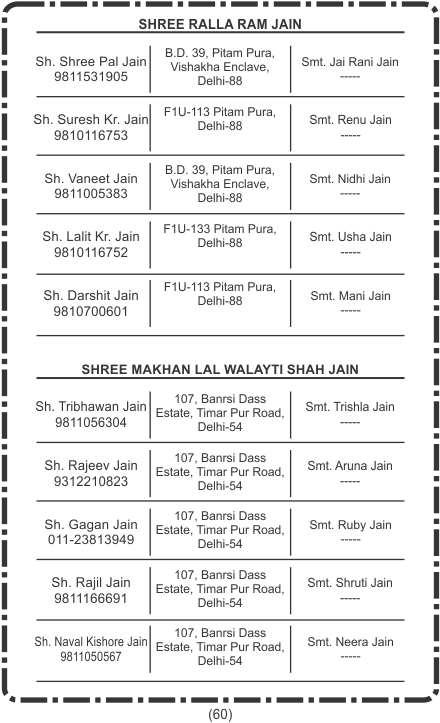 SHREE RALLA RAM JAIN
Sh. Shree Pal Jain
9811531905
B.D. 39, Pitam Pura,
Vishakha Enclave,
Delhi-88
Smt. Jai Rani Jain
-----
Sh. Suresh Kr. Jain
9810116753
F1U-113 Pitam Pura,
Delhi-88
Smt. Renu Jain
-----
Sh. Vaneet Jain
9811005383
B.D. 39, Pitam Pura,
Vishakha Enclave,
Delhi-88
Smt. Nidhi Jain
-----
Sh. Lalit Kr. Jain
9810116752
F1U-133 Pitam Pura,
Delhi-88
Smt. Usha Jain
-----
Sh. Darshit Jain
9810700601
F1U-113 Pitam Pura,
Delhi-88
Smt. Mani Jain
-----
SHREE MAKHAN LAL WALAYTI SHAH JAIN
Sh. Tribhawan Jain
9811056304
107, Banrsi Dass
Estate, Timar Pur Road,
Delhi-54
Smt. Trishla Jain
-----
Sh. Rajeev Jain
9312210823
107, Banrsi Dass
Estate, Timar Pur Road,
Delhi-54
Smt. Aruna Jain
-----
Sh. Gagan Jain
011-23813949
107, Banrsi Dass
Estate, Timar Pur Road,
Delhi-54
Smt. Ruby Jain
-----
Sh. Rajil Jain
9811166691
107, Banrsi Dass
Estate, Timar Pur Road,
Delhi-54
Smt. Shruti Jain
-----
Sh. Naval Kishore Jain
9811050567
107, Banrsi Dass
Estate, Timar Pur Road,
Delhi-54
Smt. Neera Jain
-----
(60)